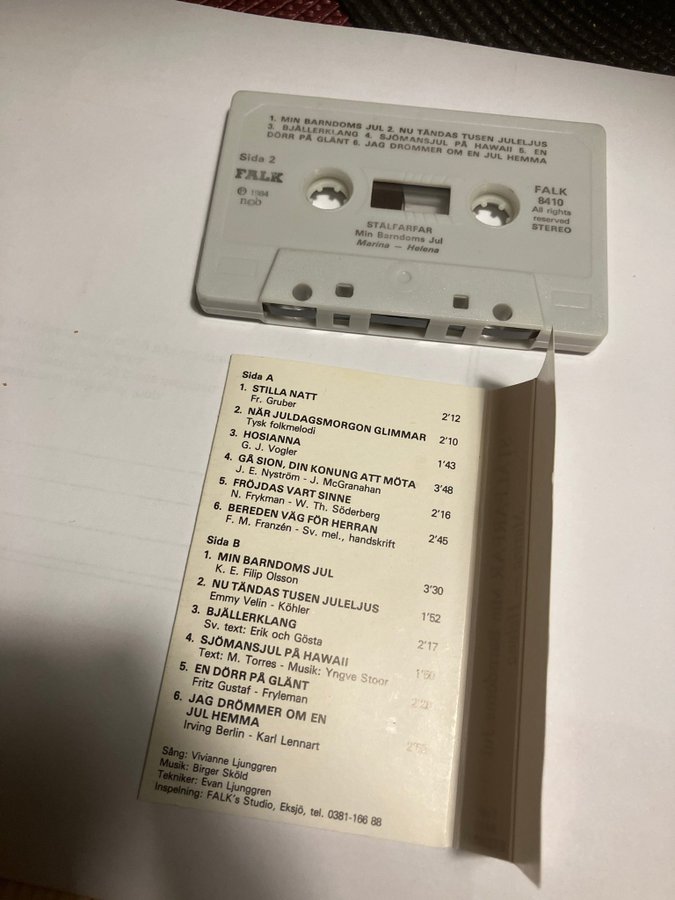 1. MIN BARNDOMS JUL 2. NU TÄNDAS TUSEN JULELJUS
3. BJÄLLERKLANG 4. SJÖMANSJUL PÅ HAWAII 5. EN
DÖRR PÅ GLÄNT 6. JAG DRÖMMER OM EN JUL HEMMA
Sida 2
FALK
Ⓟ 1984
ncb
FALK
8410
All rights
reserved
STEREO
STÅLFARFAR
Min Barndoms Jul
Marina — Helena
Sida A
1. STILLA NATT 2'12
Fr. Gruber
2. NÄR JULDAGSMORGON GLIMMAR 2'10
Tysk folkmelodi
3. HOSIANNA 1'43
G. J. Vogler
4. GÅ SION, DIN KONUNG ATT MÖTA 3'48
J. E. Nyström - J. McGranahan
5. FRÖJDAS VART SINNE 2'16
N. Frykman - W. Th. Söderberg
6. BEREDEN VÄG FÖR HERRAN 2'45
F. M. Franzén - Sv. mel., handskrift
Sida B
1. MIN BARNDOMS JUL 3'30
K. E. Filip Olsson
2. NU TÄNDAS TUSEN JULELJUS 1'52
Emmy Velin - Köhler
3. BJÄLLERKLANG 2'17
Sv. text: Erik och Gösta
4. SJÖMANSJUL PÅ HAWAII
Text: M. Torres - Musik: Yngve Stoor
5. EN DÖRR PÅ GLÄNT
Fritz Gustaf - Fryleman
6. JAG DRÖMMER OM EN
JUL HEMMA
Irving Berlin - Karl Lennart
Sång: Vivianne Ljunggren
Musik: Birger Sköld
Tekniker: Evan Ljunggren
Inspelning: FALK's Studio, Eksjö, tel. 0381-166 88